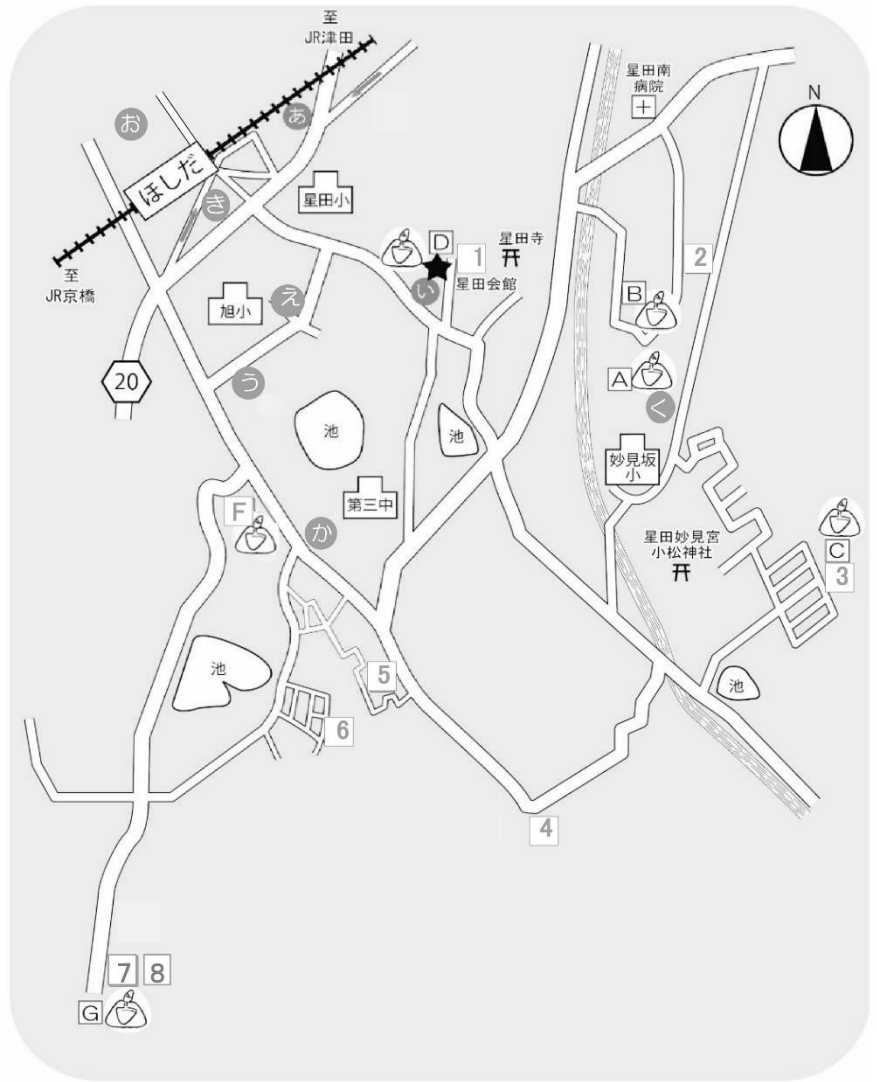 至
JR津田
お
あ
ほしだ
き
星田小
至
JR京橋
旭小
え
20
う
D
1
星田寺
い
星田会館
星田南
病院
N
2
B
A
く
池
池
妙見坂
小
第三中
F
か
星田妙見宮
小松神社
C
3
池
5
池
6
4
7
8
G